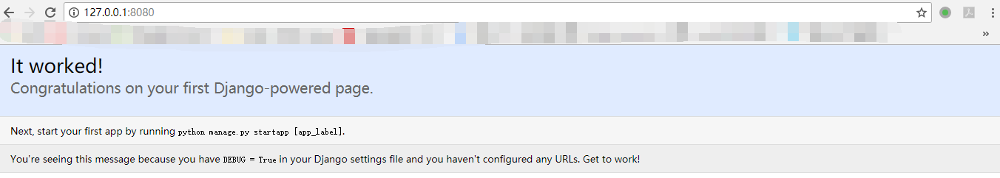 127.0.0.1:8080
»
It worked!
Congratulations on your first Django-powered page.
Next, start your first app by running python manage.py startapp [app_label].
You're seeing this message because you have DEBUG = True in your Django settings file and you haven't configured any URLs. Get to work!